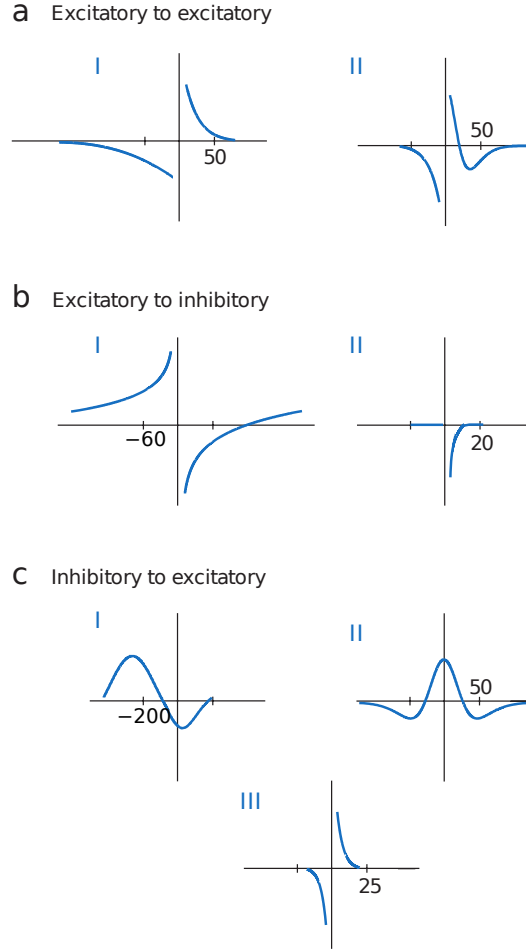 a Excitatory to excitatory
I II
50 50
b Excitatory to inhibitory
I II
−60 20
c Inhibitory to excitatory
I II
−200 50
III
25